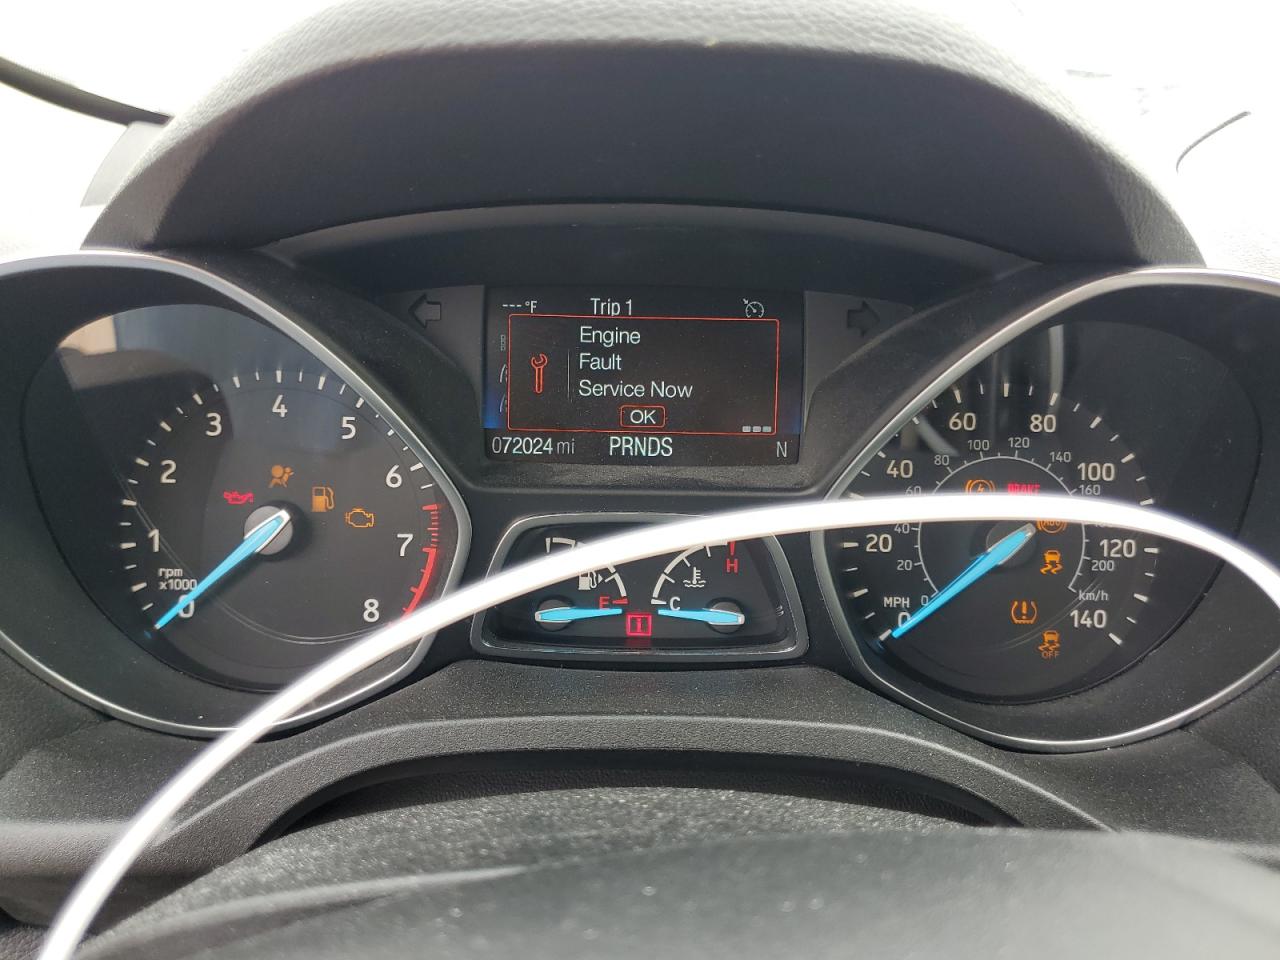 --- °F Trip 1
Engine
Fault
Service Now
OK
072024 mi PRNDS N
0 1 2 3 4 5 6 7 8
rpm
x1000
E
C
H
0 20 40 60 80 100 120 140
MPH
0 20 40 60 80 100 120 140 160 200
km/h
BRAKE
OFF